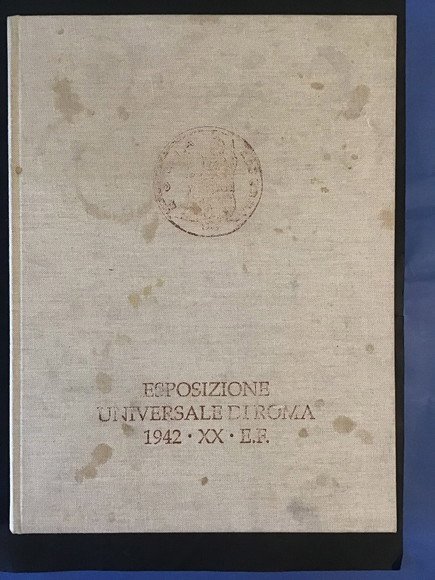 ESPOSIZIONE
UNIVERSALE DI ROMA
1942 · XX · E.F.